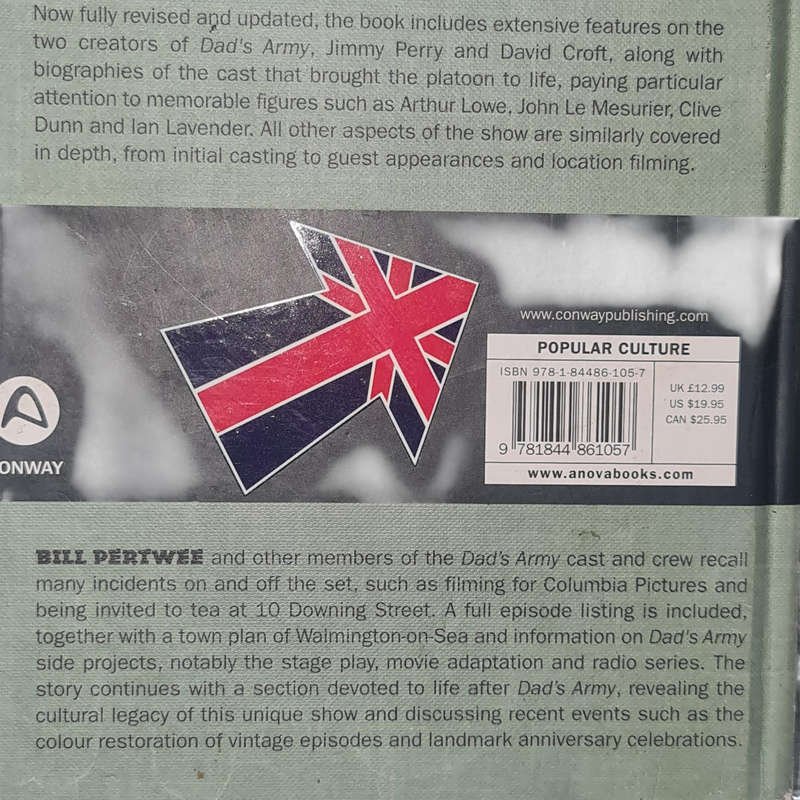 Now fully revised and updated, the book includes extensive features on the
two creators of Dad's Army, Jimmy Perry and David Croft, along with
biographies of the cast that brought the platoon to life, paying particular
attention to memorable figures such as Arthur Lowe, John Le Mesurier, Clive
Dunn and Ian Lavender. All other aspects of the show are similarly covered
in depth, from initial casting to guest appearances and location filming.
www.conwaypublishing.com
POPULAR CULTURE
ISBN 978-1-84486-105-7
UK £12.99
US $19.95
CAN $25.95
9 781844 861057
www.anovabooks.com
ONWAY
BILL PERTWEE and other members of the Dad's Army cast and crew recall
many incidents on and off the set, such as filming for Columbia Pictures and
being invited to tea at 10 Downing Street. A full episode listing is included,
together with a town plan of Walmington-on-Sea and information on Dad's Army
side projects, notably the stage play, movie adaptation and radio series. The
story continues with a section devoted to life after Dad's Army, revealing the
cultural legacy of this unique show and discussing recent events such as the
colour restoration of vintage episodes and landmark anniversary celebrations.